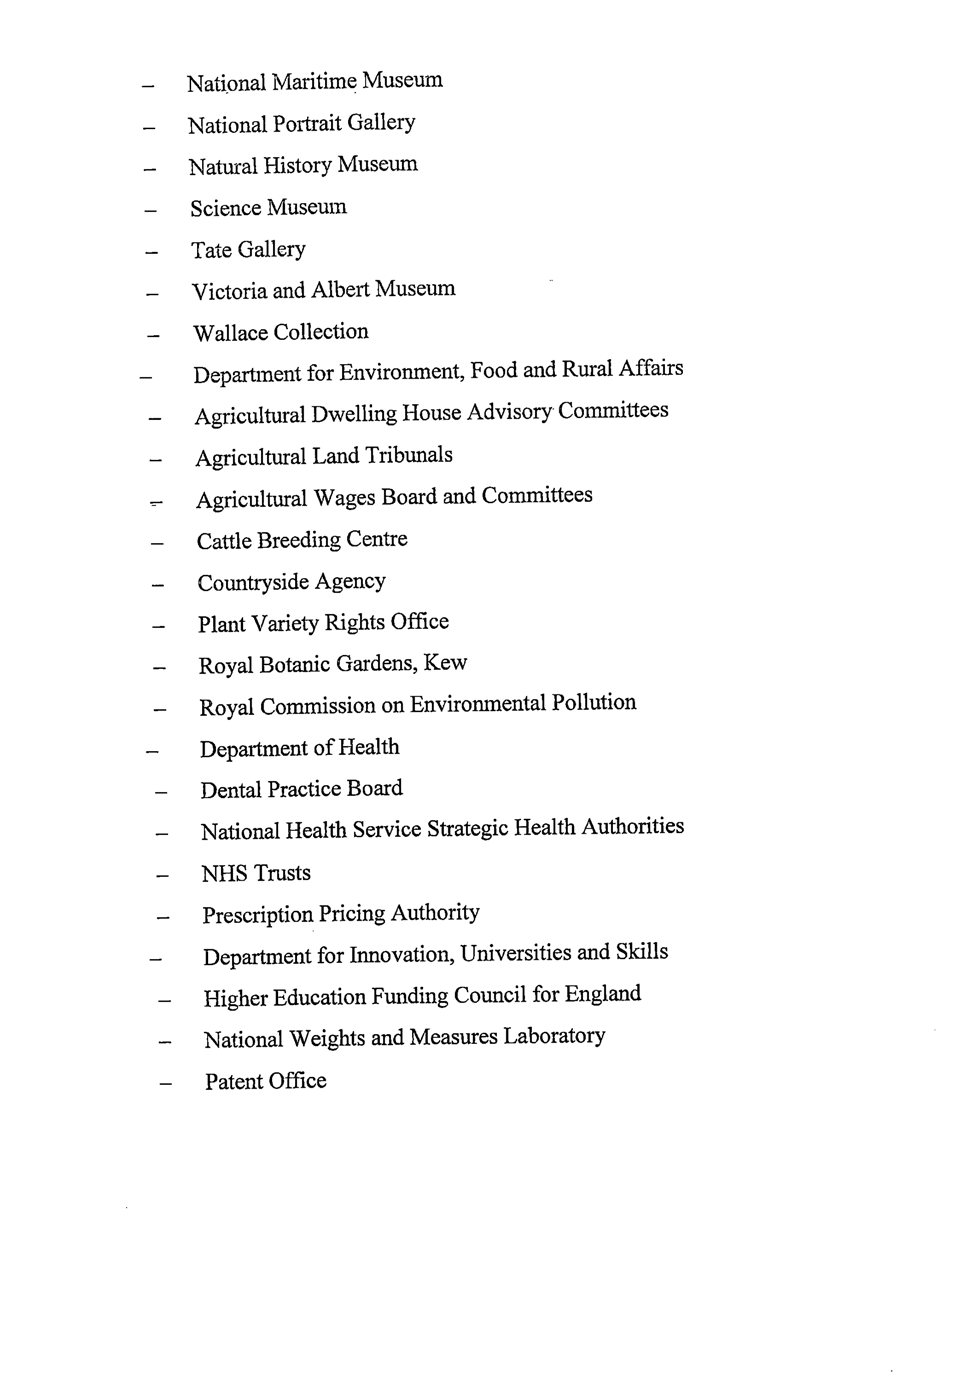 – National Maritime Museum
– National Portrait Gallery
– Natural History Museum
– Science Museum
– Tate Gallery
– Victoria and Albert Museum
– Wallace Collection
– Department for Environment, Food and Rural Affairs
– Agricultural Dwelling House Advisory Committees
– Agricultural Land Tribunals
– Agricultural Wages Board and Committees
– Cattle Breeding Centre
– Countryside Agency
– Plant Variety Rights Office
– Royal Botanic Gardens, Kew
– Royal Commission on Environmental Pollution
– Department of Health
– Dental Practice Board
– National Health Service Strategic Health Authorities
– NHS Trusts
– Prescription Pricing Authority
– Department for Innovation, Universities and Skills
– Higher Education Funding Council for England
– National Weights and Measures Laboratory
– Patent Office